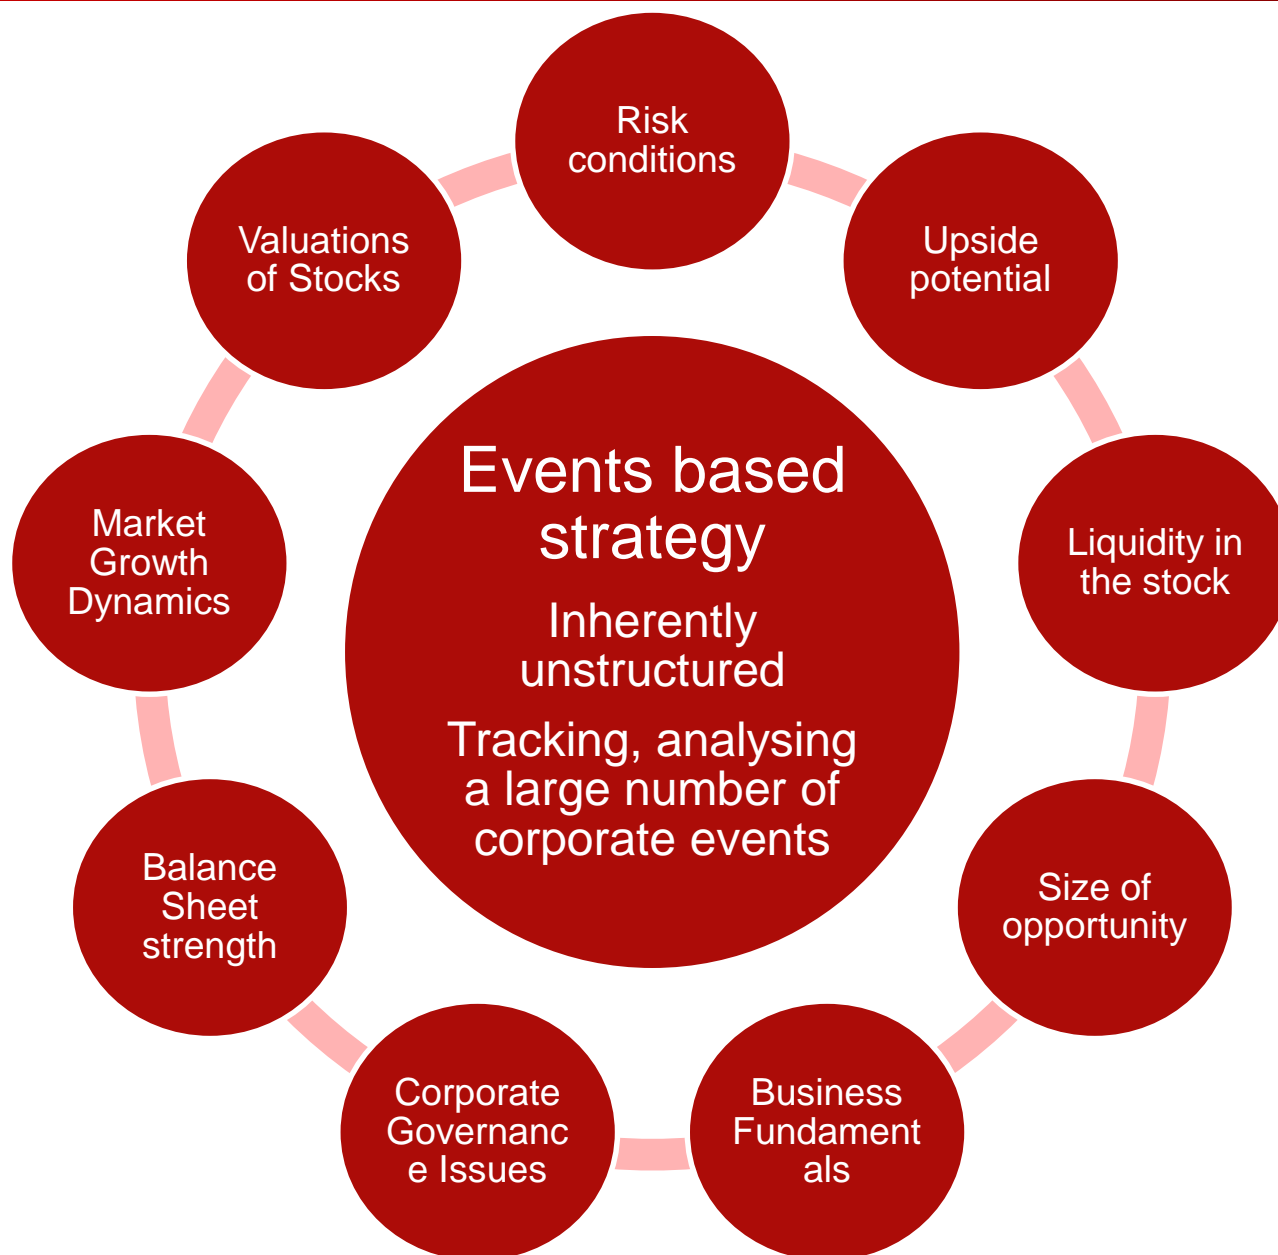 Risk
conditions
Upside
potential
Liquidity in
the stock
Size of
opportunity
Business
Fundament
als
Corporate
Governanc
e Issues
Balance
Sheet
strength
Market
Growth
Dynamics
Valuations
of Stocks
Events based
strategy
Inherently
unstructured
Tracking, analysing
a large number of
corporate events